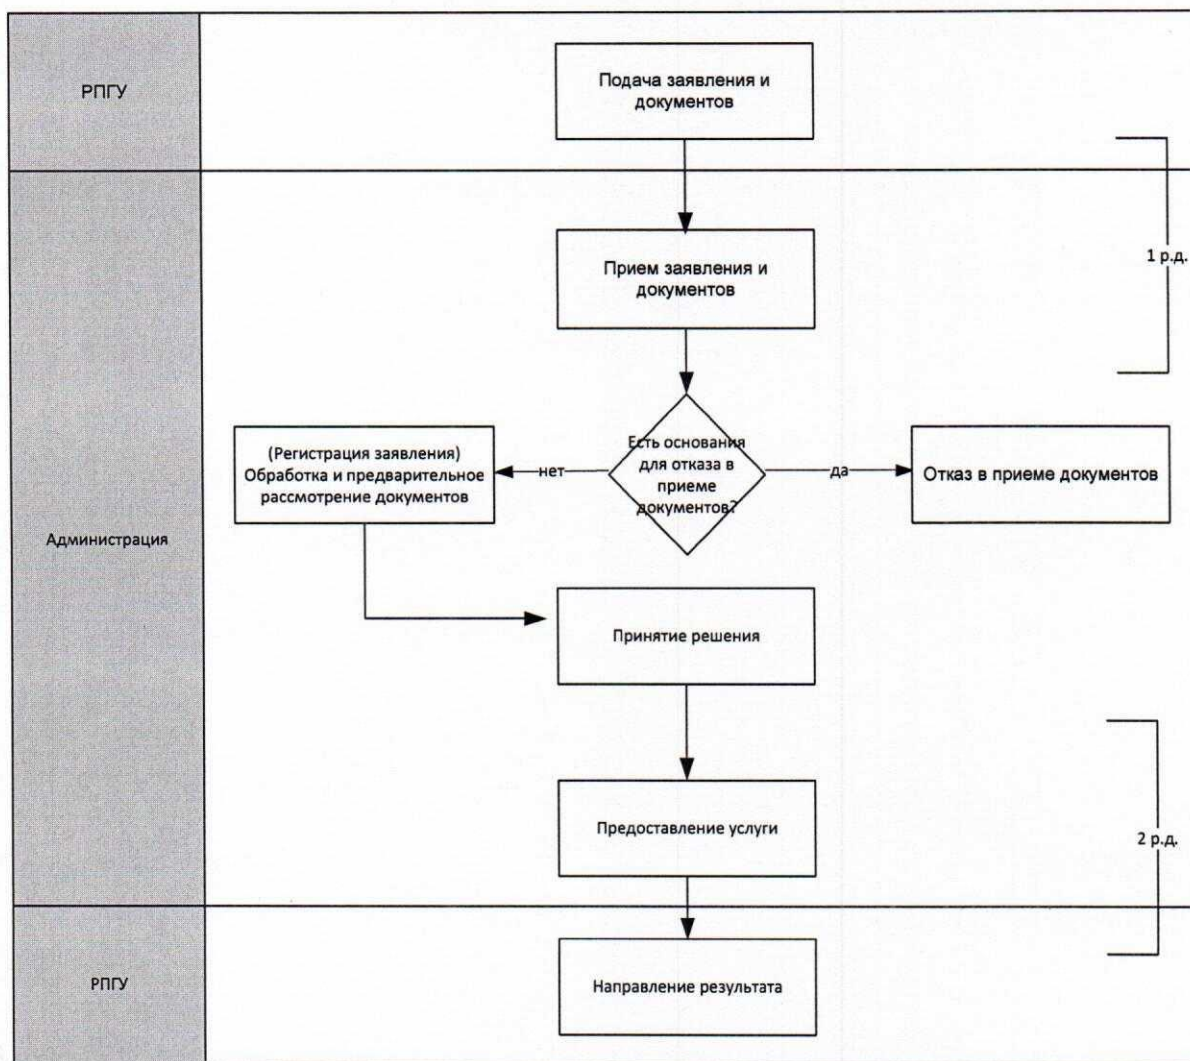 РПГУ
Подача заявления и
документов
Прием заявления и
документов
1 р.д.
Администрация
(Регистрация заявления)
Обработка и предварительное
рассмотрение документов
нет
Есть основания
для отказа в
приеме
документов?
да
Отказ в приеме документов
Принятие решения
Предоставление услуги
2 р.д.
РПГУ
Направление результата